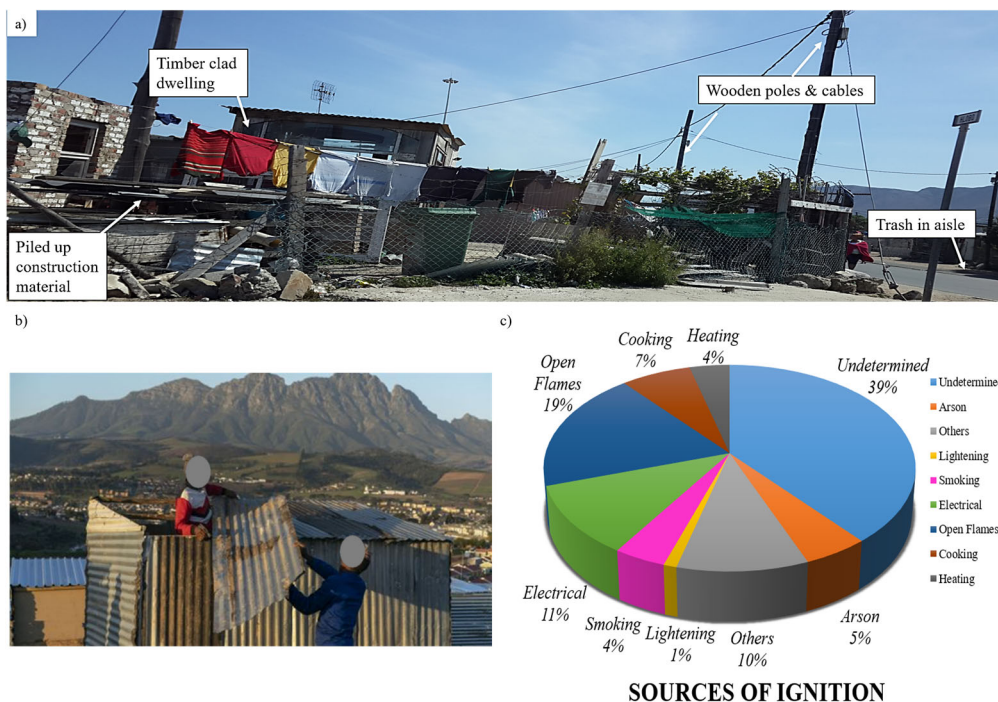 a)
Timber clad
dwelling
Wooden poles & cables
Piled up
construction
material
Trash in aisle
b)
c)
Cooking
7%
Heating
4%
Open
Flames
19%
Undetermined
39%
Electrical
11%
Smoking
4%
Lightening
1%
Others
10%
Arson
5%
Undetermined
Arson
Others
Lightening
Smoking
Electrical
Open Flames
Cooking
Heating
SOURCES OF IGNITION